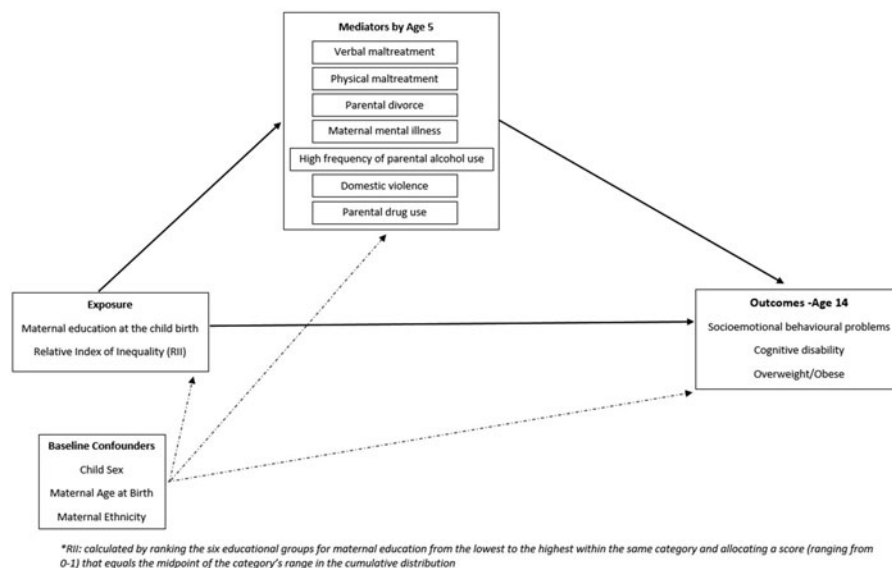 Mediators by Age 5
Verbal maltreatment
Physical maltreatment
Parental divorce
Maternal mental illness
High frequency of parental alcohol use
Domestic violence
Parental drug use
Exposure
Maternal education at the child birth
Relative Index of Inequality (RII)
Outcomes -Age 14
Socioemotional behavioural problems
Cognitive disability
Overweight/Obese
Baseline Confounders
Child Sex
Maternal Age at Birth
Maternal Ethnicity
*RII: calculated by ranking the six educational groups for maternal education from the lowest to the highest within the same category and allocating a score (ranging from
0-1) that equals the midpoint of the category's range in the cumulative distribution